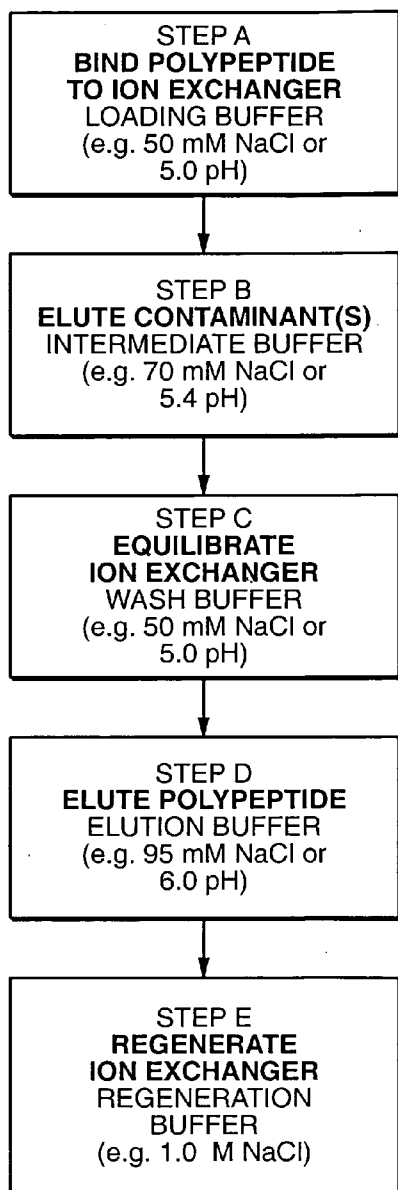 STEP A
BIND POLYPEPTIDE
TO ION EXCHANGER
LOADING BUFFER
(e.g. 50 mM NaCl or
5.0 pH)
STEP B
ELUTE CONTAMINANT(S)
INTERMEDIATE BUFFER
(e.g. 70 mM NaCl or
5.4 pH)
STEP C
EQUILIBRATE
ION EXCHANGER
WASH BUFFER
(e.g. 50 mM NaCl or
5.0 pH)
STEP D
ELUTE POLYPEPTIDE
ELUTION BUFFER
(e.g. 95 mM NaCl or
6.0 pH)
STEP E
REGENERATE
ION EXCHANGER
REGENERATION
BUFFER
(e.g. 1.0 M NaCl)